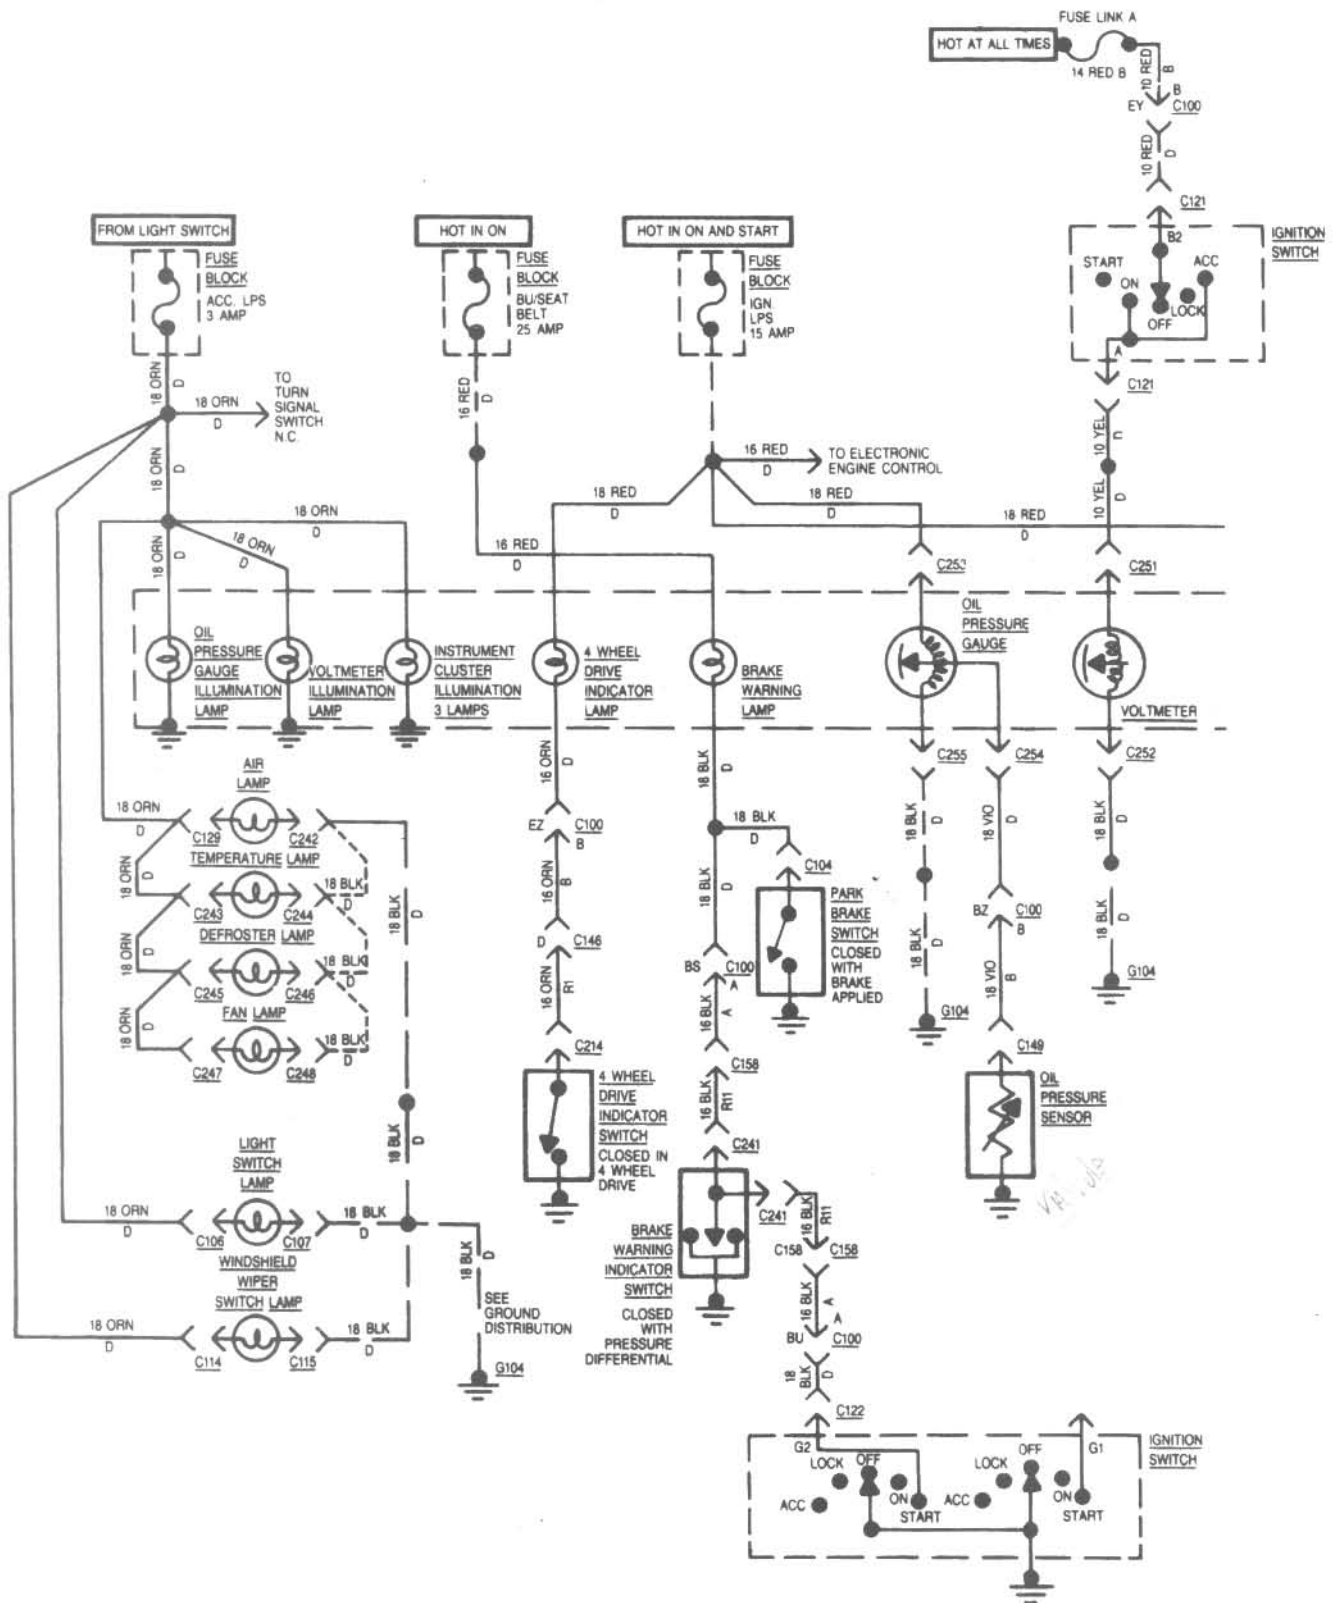 FUSE LINK A
HOT AT ALL TIMES
14 RED B
10 RED
B
B
EY
C100
10 RED
D
C121
B2
IGNITION
SWITCH
START
ACC
ON
LOCK
OFF
A
C121
10 YEL
D
10 YEL
D
C251
FROM LIGHT SWITCH
FUSE
BLOCK
ACC. LPS
3 AMP
18 ORN
D
18 ORN
D
TO
TURN
SIGNAL
SWITCH
N.C.
18 ORN
D
18 ORN
D
18 ORN
D
18 ORN
D
HOT IN ON
FUSE
BLOCK
BU/SEAT
BELT
25 AMP
16 RED
D
16 RED
D
HOT IN ON AND START
FUSE
BLOCK
IGN.
LPS
15 AMP
16 RED
D
TO ELECTRONIC
ENGINE CONTROL
18 RED
D
18 RED
D
18 RED
D
C253
OIL
PRESSURE
GAUGE
ILLUMINATION
LAMP
VOLTMETER
ILLUMINATION
LAMP
INSTRUMENT
CLUSTER
ILLUMINATION
3 LAMPS
4 WHEEL
DRIVE
INDICATOR
LAMP
BRAKE
WARNING
LAMP
OIL
PRESSURE
GAUGE
VOLTMETER
AIR
LAMP
18 ORN
D
C129
C242
TEMPERATURE LAMP
18 ORN
D
C243
C244
18 BLK
D
DEFROSTER LAMP
18 ORN
D
C245
C246
18 BLK
D
FAN LAMP
18 ORN
D
C247
C248
18 BLK
D
18 BLK
D
18 BLK
D
LIGHT
SWITCH
LAMP
18 ORN
D
C106
C107
18 BLK
D
WINDSHIELD
WIPER
SWITCH LAMP
18 ORN
D
C114
C115
18 BLK
D
18 BLK
D
SEE
GROUND
DISTRIBUTION
G104
16 ORN
D
EZ
C100
B
16 ORN
B
D
C146
16 ORN
R1
C214
4 WHEEL
DRIVE
INDICATOR
SWITCH
CLOSED IN
4 WHEEL
DRIVE
18 BLK
D
18 BLK
D
C104
PARK
BRAKE
SWITCH
CLOSED
WITH
BRAKE
APPLIED
18 BLK
D
BS
C100
A
16 BLK
A
C158
16 BLK
R11
C241
BRAKE
WARNING
INDICATOR
SWITCH
CLOSED
WITH
PRESSURE
DIFFERENTIAL
C241
16 BLK
R11
C158
C158
16 BLK
A
A
BU
C100
18
BLK
D
C122
C255
18 BLK
D
18 BLK
D
G104
C254
18 VIO
D
BZ
C100
B
18 VIO
B
C149
OIL
PRESSURE
SENSOR
C252
18 BLK
D
18 BLK
D
G104
G2
LOCK
OFF
ACC
ON
START
LOCK
OFF
ACC
ON
START
G1
IGNITION
SWITCH